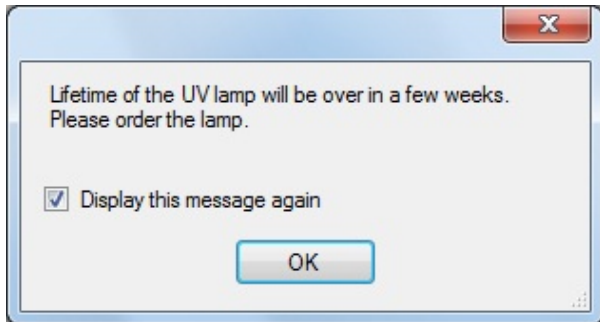 Lifetime of the UV lamp will be over in a few weeks.
Please order the lamp.
Display this message again
OK